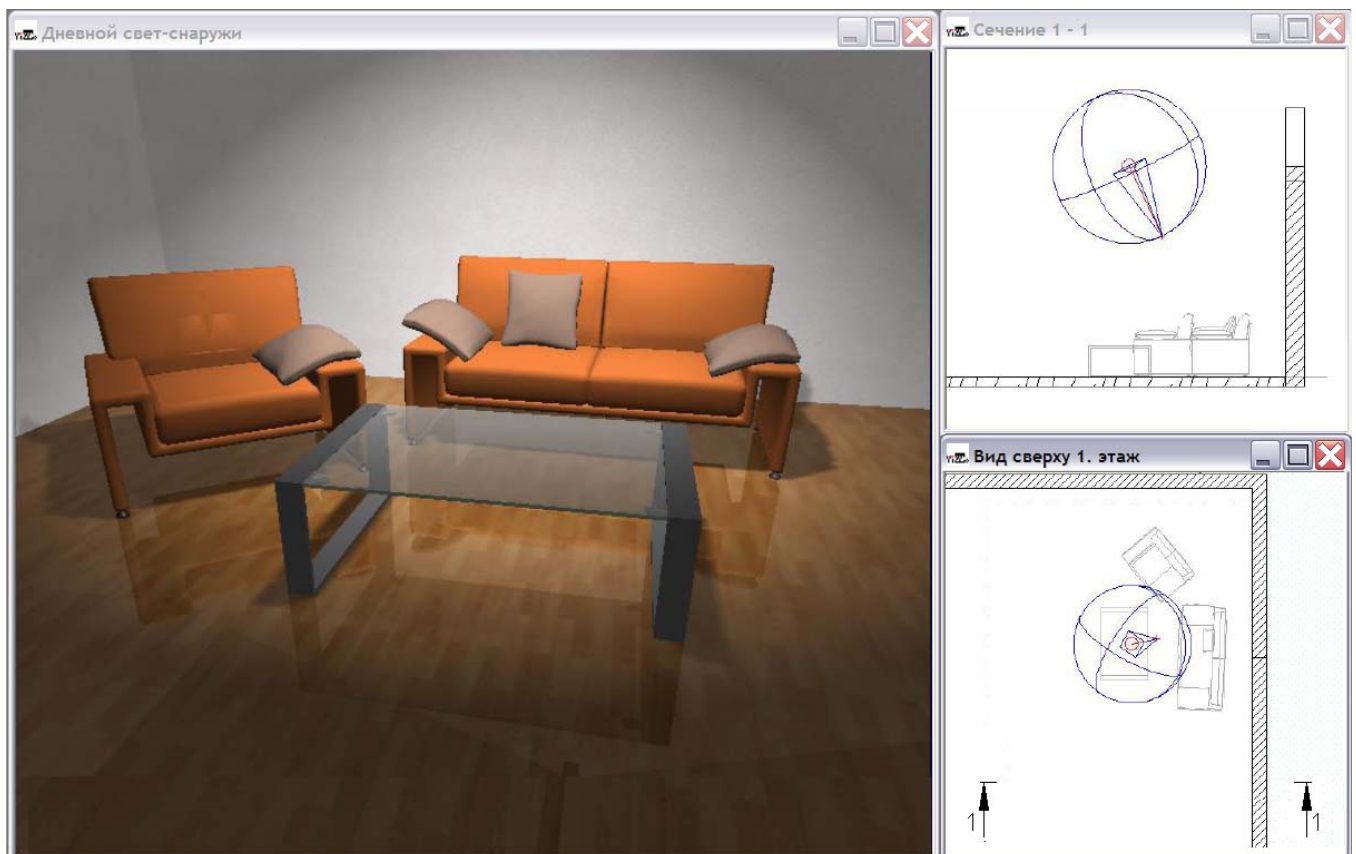 Дневной свет-снаружи
Сечение 1 - 1
Вид сверху 1. этаж
1
1